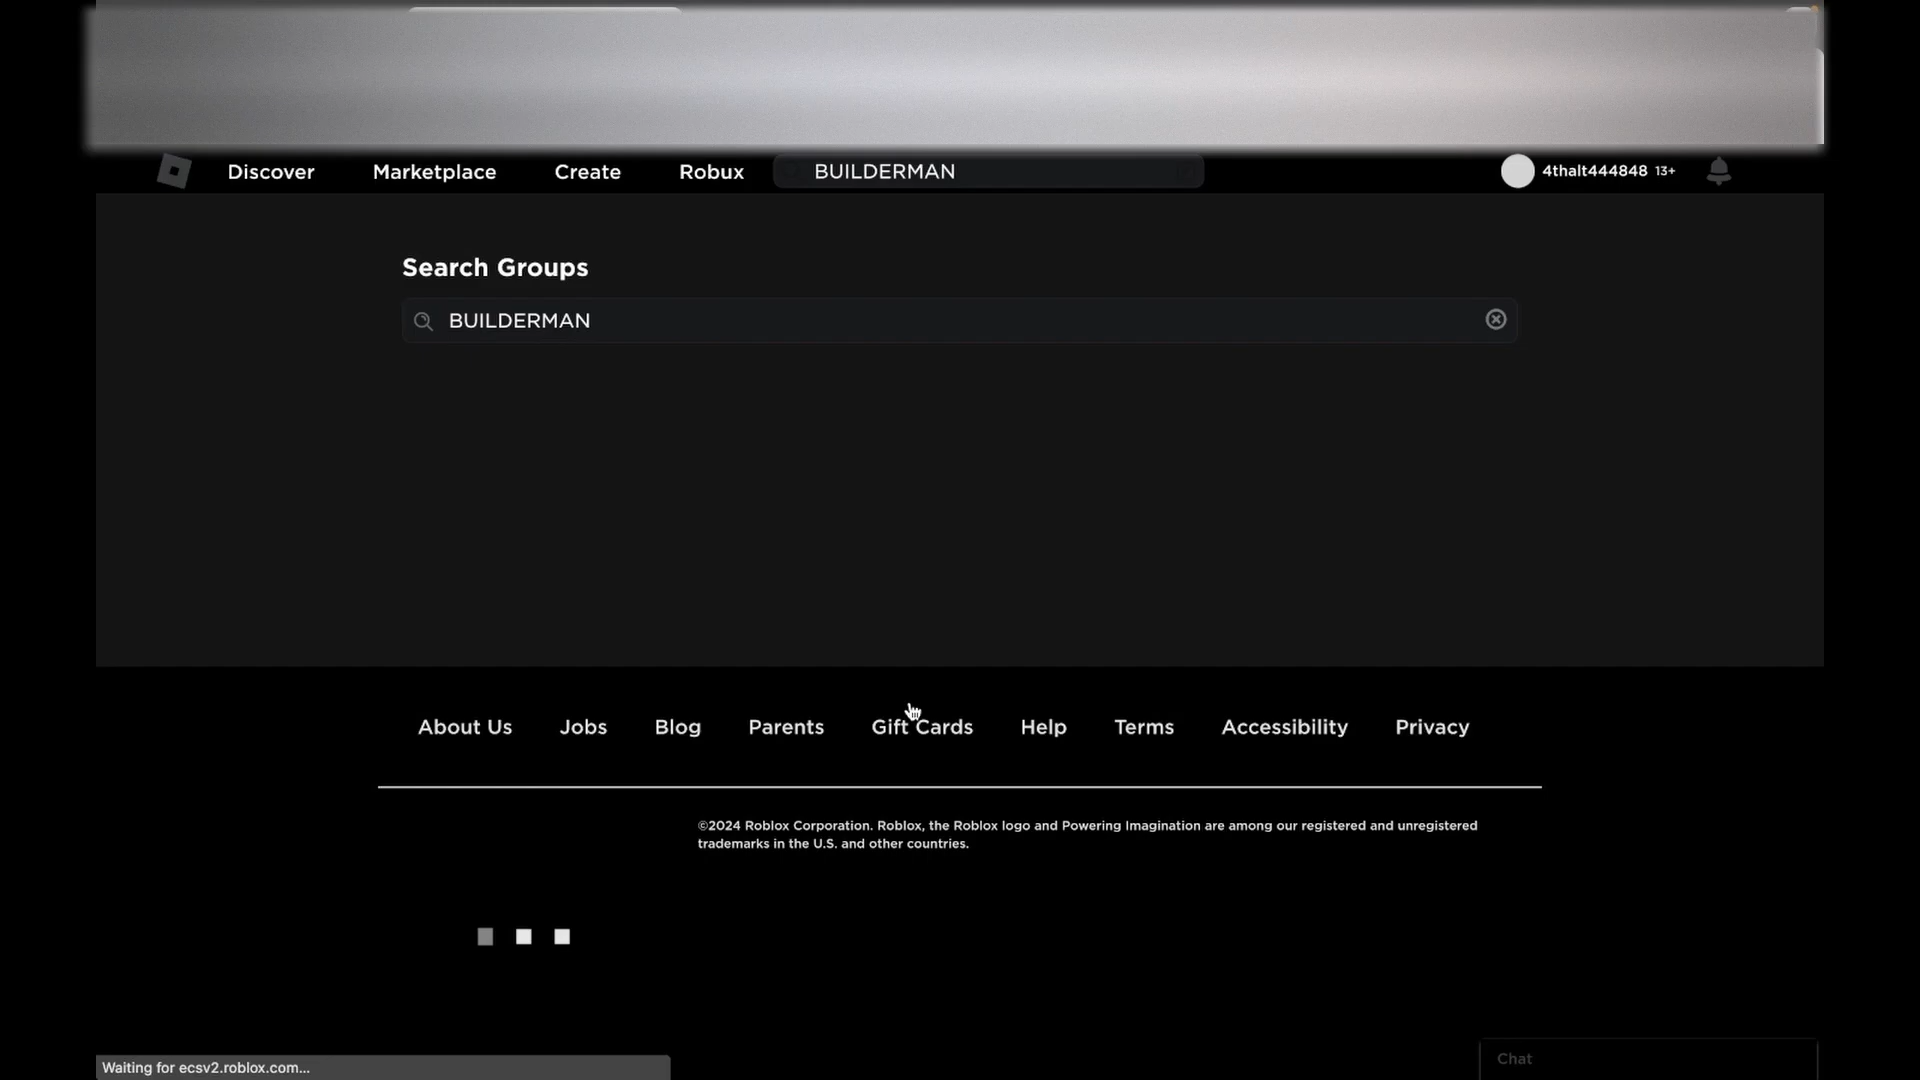 Discover Marketplace Create Robux BUILDERMAN 4thalt444848 13+
Search Groups
BUILDERMAN
About Us Jobs Blog Parents Gift Cards Help Terms Accessibility Privacy
©2024 Roblox Corporation. Roblox, the Roblox logo and Powering Imagination are among our registered and unregistered
trademarks in the U.S. and other countries.
Chat
Waiting for ecsv2.roblox.com...